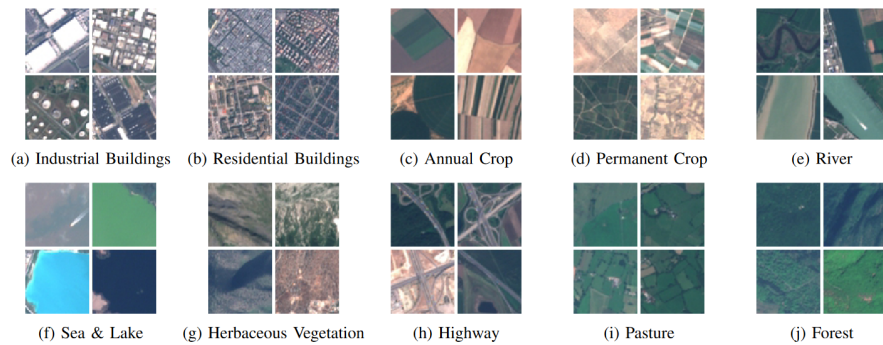 (a) Industrial Buildings
(b) Residential Buildings
(c) Annual Crop
(d) Permanent Crop
(e) River
(f) Sea & Lake
(g) Herbaceous Vegetation
(h) Highway
(i) Pasture
(j) Forest